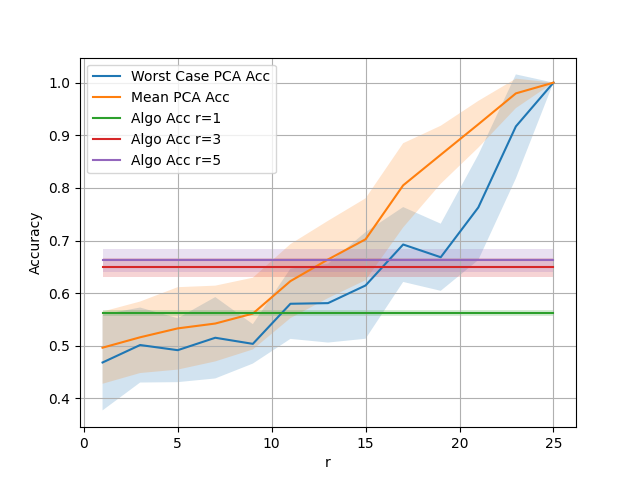 Worst Case PCA Acc
Mean PCA Acc
Algo Acc r=1
Algo Acc r=3
Algo Acc r=5
1.0
0.9
0.8
0.7
0.6
0.5
0.4
Accuracy
0 5 10 15 20 25
r